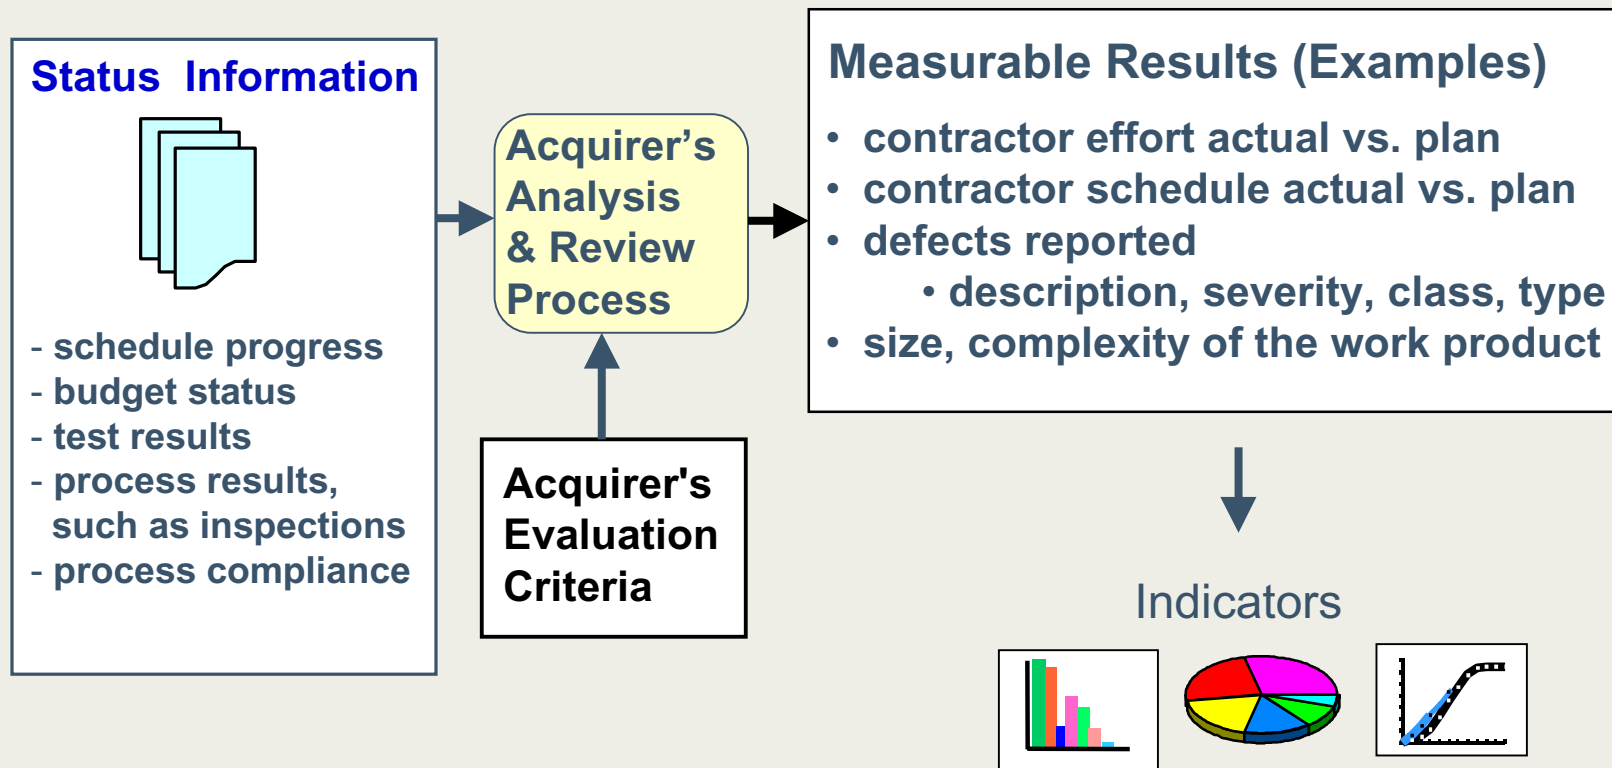 Status Information
- schedule progress
- budget status
- test results
- process results,
such as inspections
- process compliance
Acquirer’s
Analysis
& Review
Process
Acquirer's
Evaluation
Criteria
Measurable Results (Examples)
• contractor effort actual vs. plan
• contractor schedule actual vs. plan
• defects reported
• description, severity, class, type
• size, complexity of the work product
Indicators